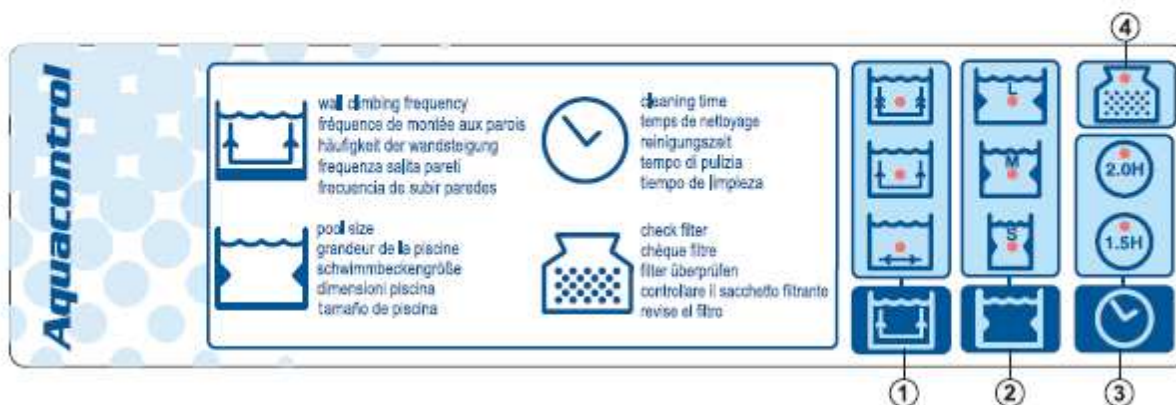 Aquacontrol
wall climbing frequency
fréquence de montée aux parois
häufigkeit der wandsteigung
frequenza salita pareti
frecuencia de subir paredes
pool size
grandeur de la piscine
schwimmbeckengröße
dimensioni piscina
tamaño de piscina
cleaning time
temps de nettoyage
reinigungszeit
tempo di pulizia
tiempo de limpieza
check filter
chèque filtre
filter überprüfen
controllare il sacchetto filtrante
revise el filtro
4
L
M
S
2.0H
1.5H
1
2
3